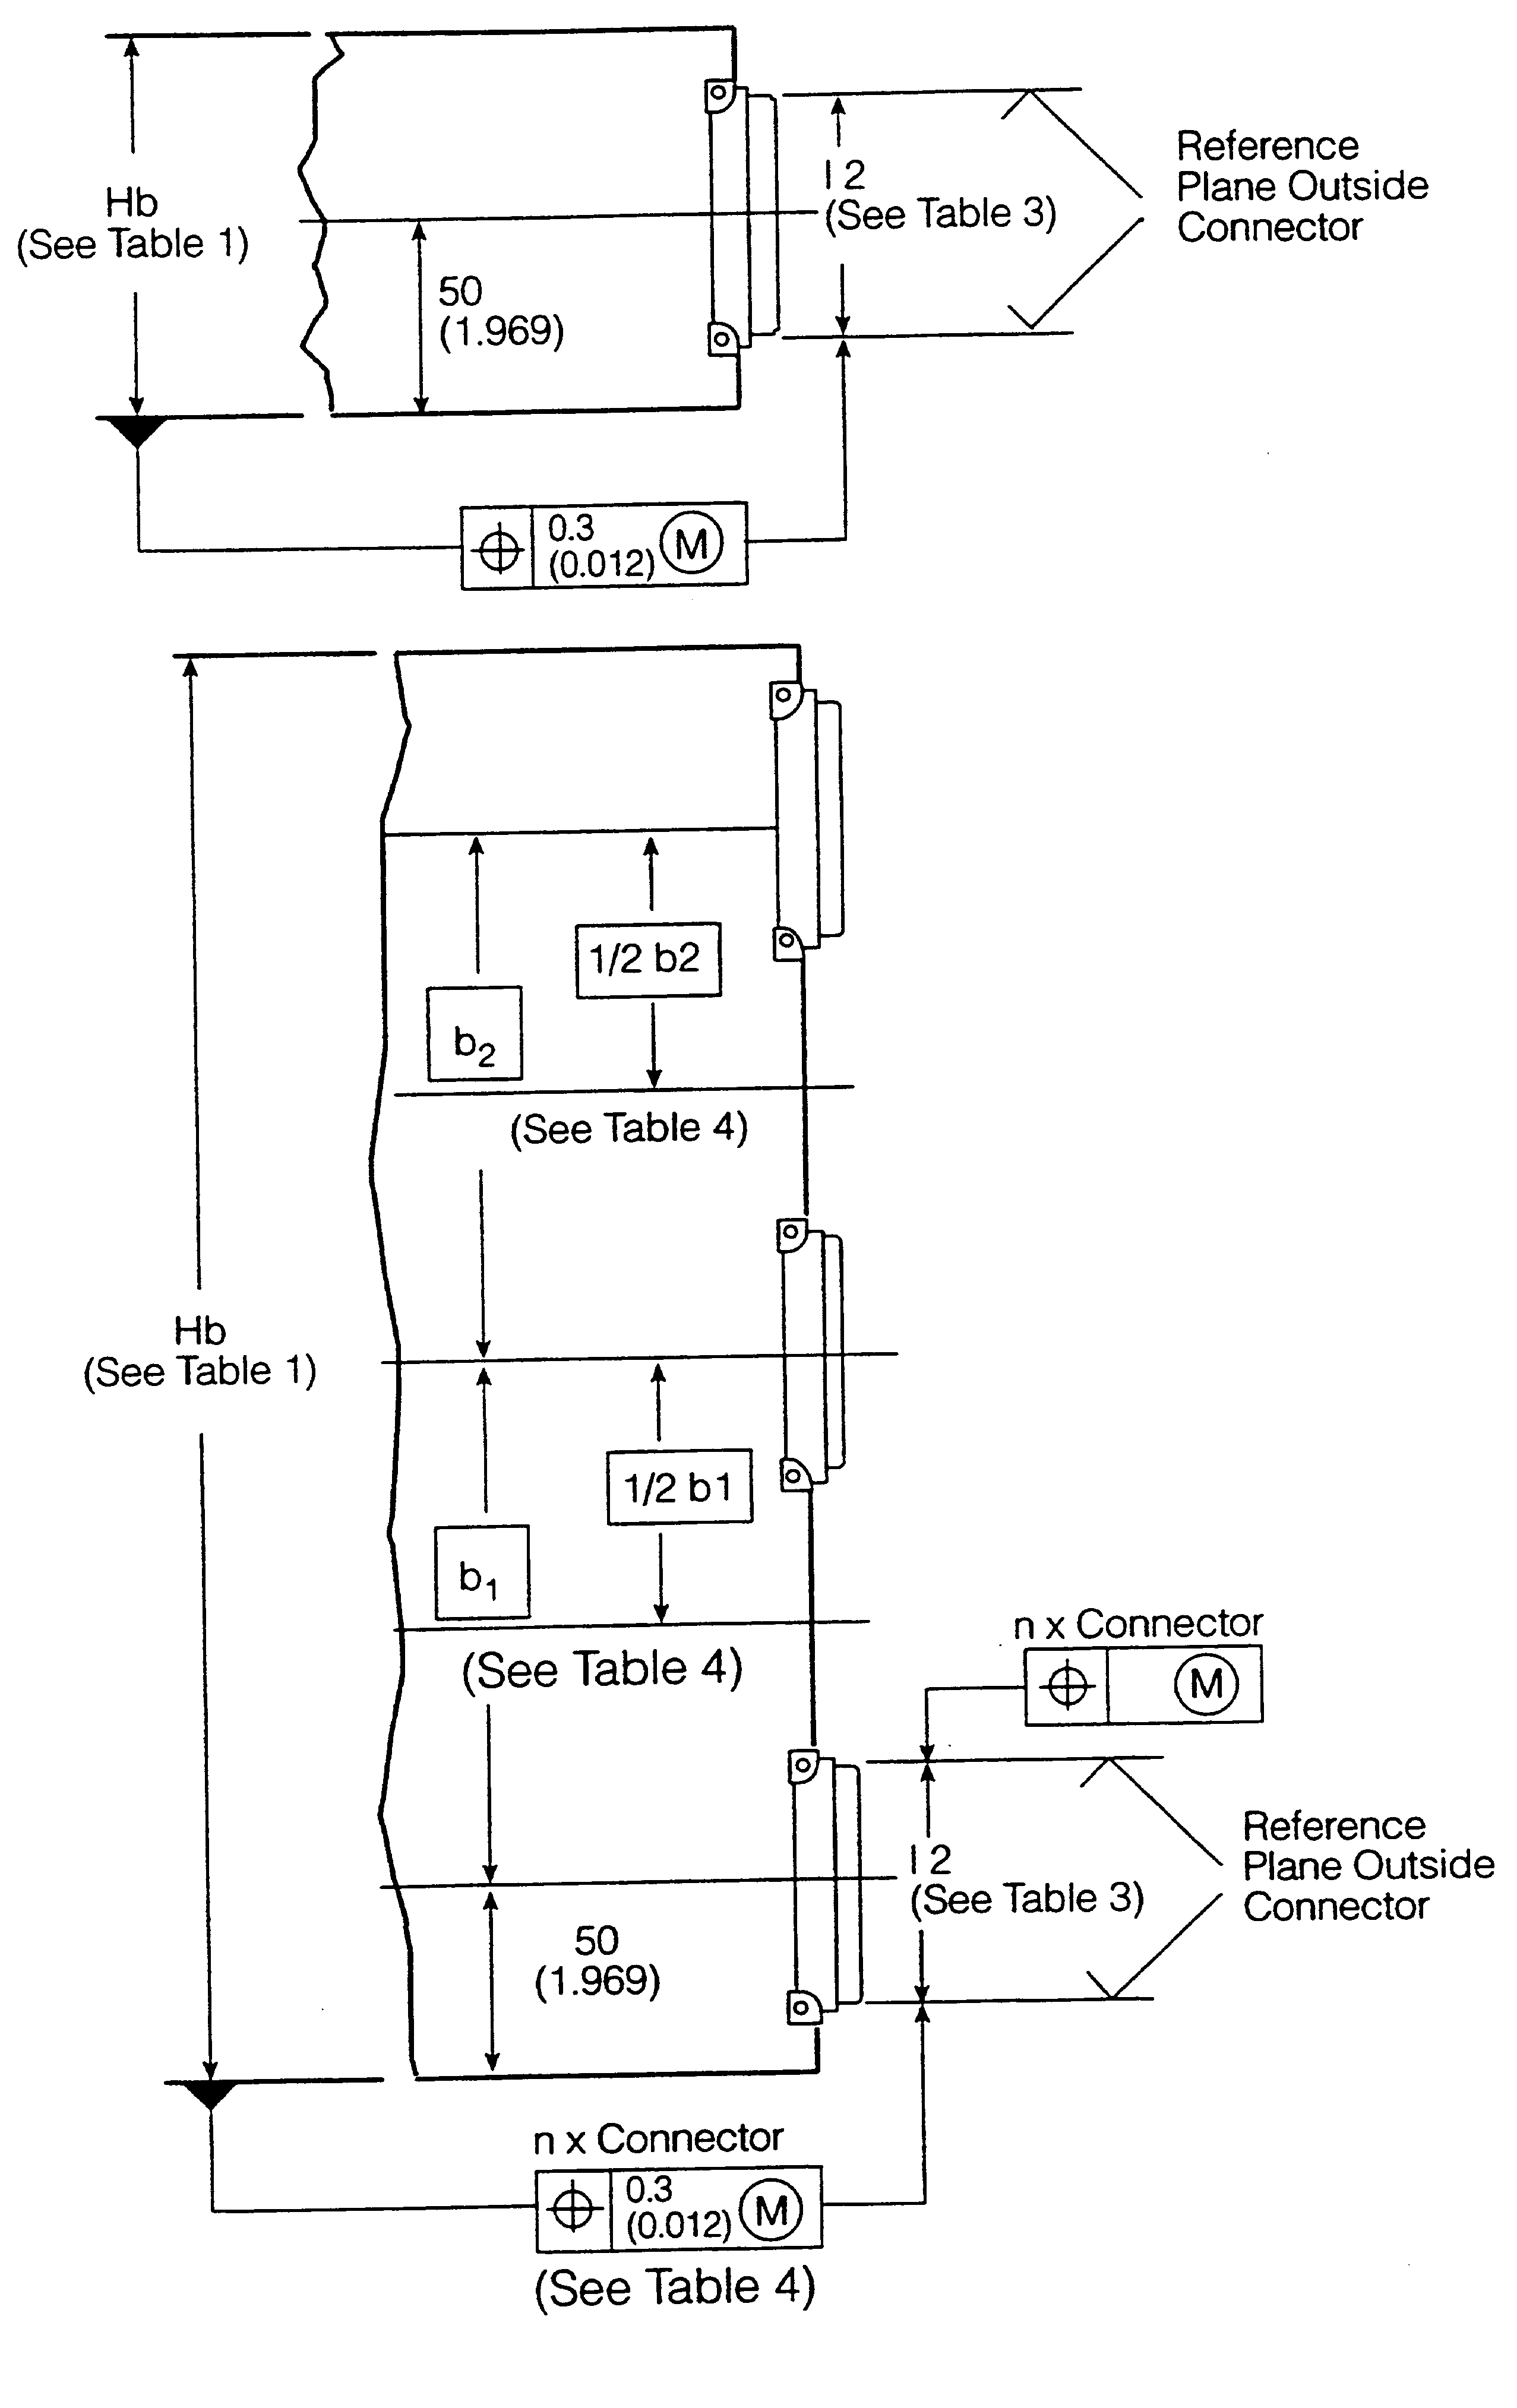 Hb
(See Table 1)
50
(1.969)
l 2
(See Table 3)
Reference
Plane Outside
Connector
0.3
(0.012)
M
1/2 b2
b2
(See Table 4)
Hb
(See Table 1)
1/2 b1
b1
(See Table 4)
n x Connector
M
l 2
(See Table 3)
Reference
Plane Outside
Connector
50
(1.969)
n x Connector
0.3
(0.012)
M
(See Table 4)